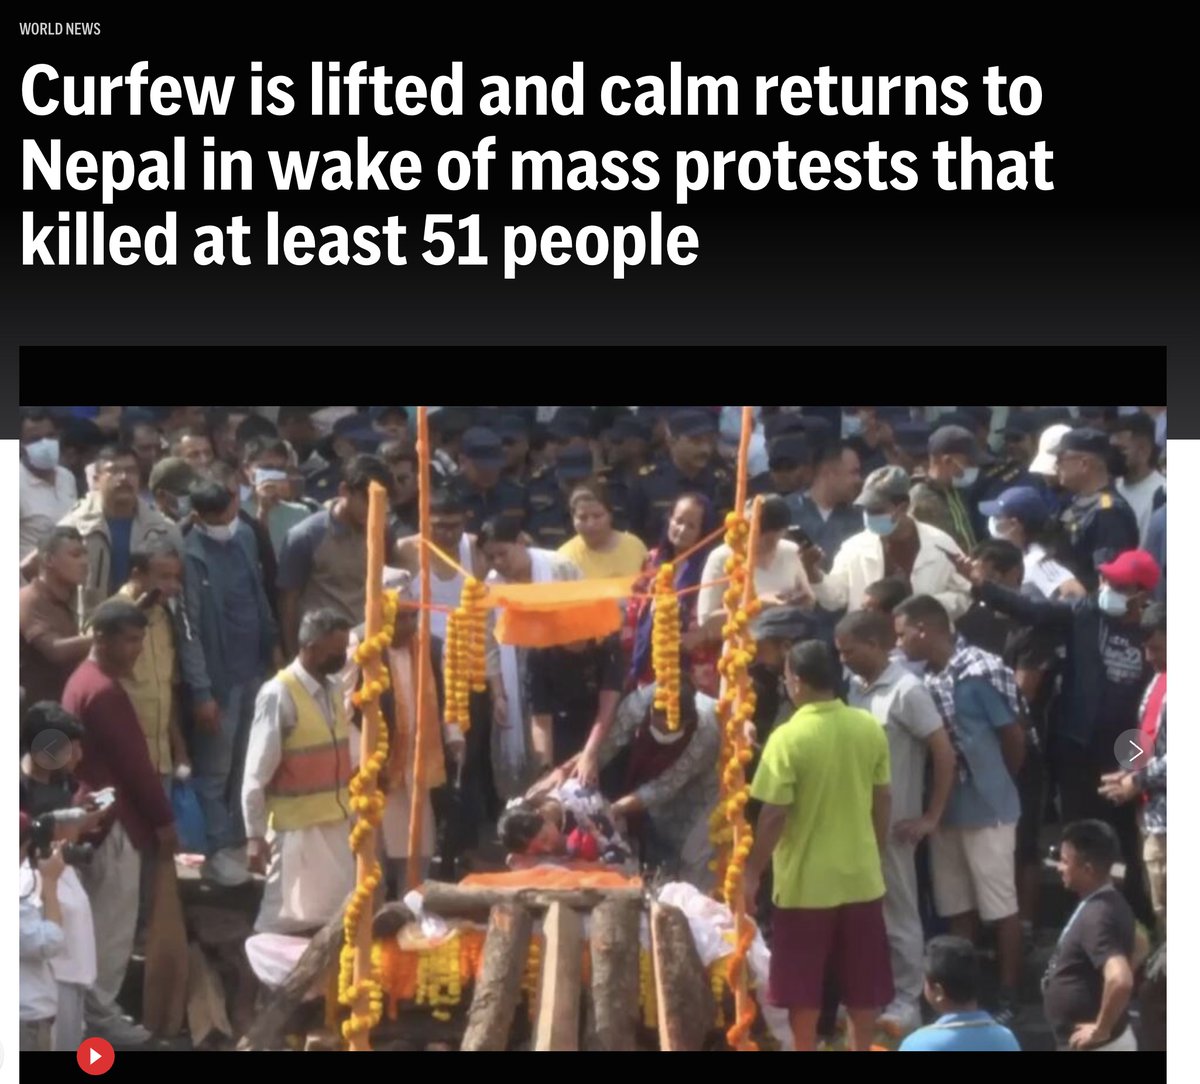 WORLD NEWS
Curfew is lifted and calm returns to
Nepal in wake of mass protests that
killed at least 51 people